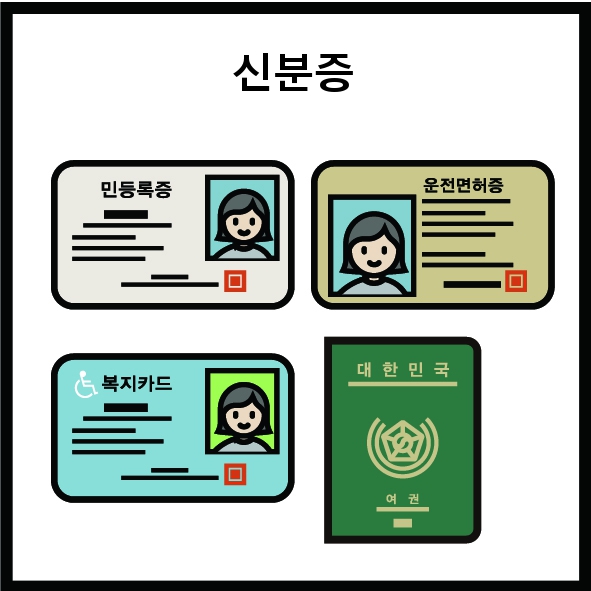 신분증
민등록증
운전면허증
복지카드
대 한 민 국
여 권